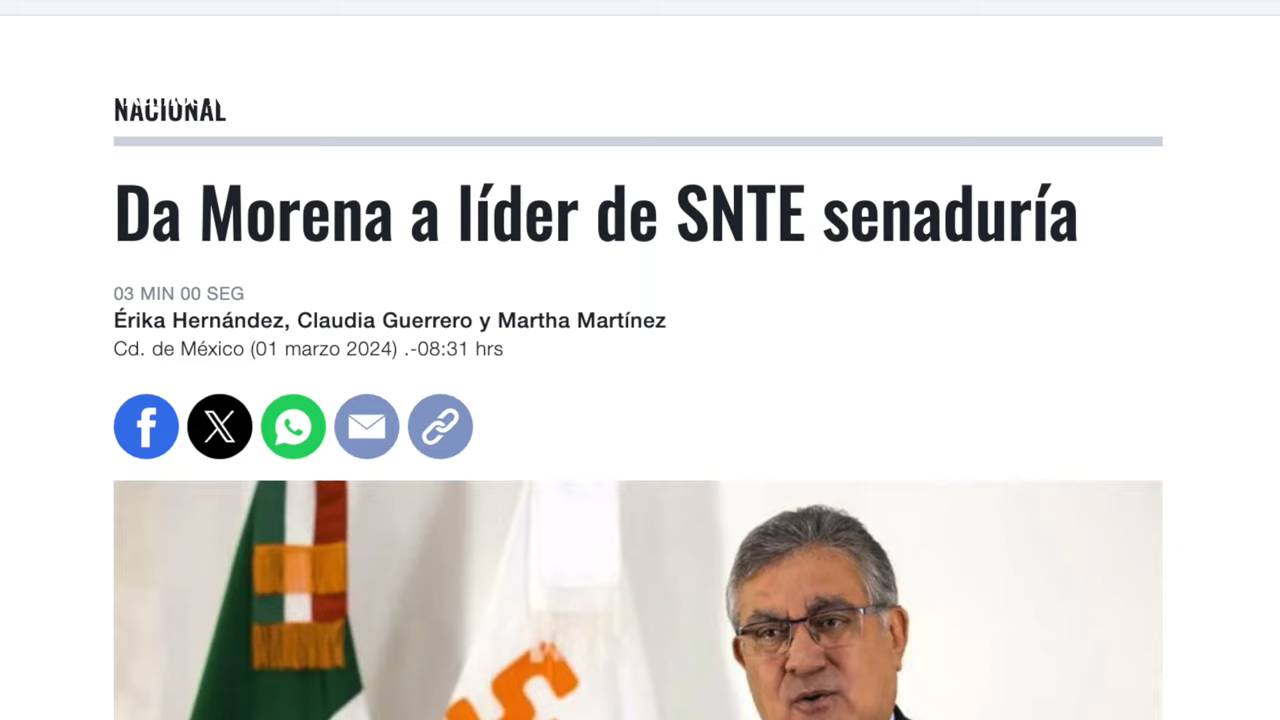 NACIONAL
Da Morena a líder de SNTE senaduría
03 MIN 00 SEG
Érika Hernández, Claudia Guerrero y Martha Martínez
Cd. de México (01 marzo 2024) .-08:31 hrs